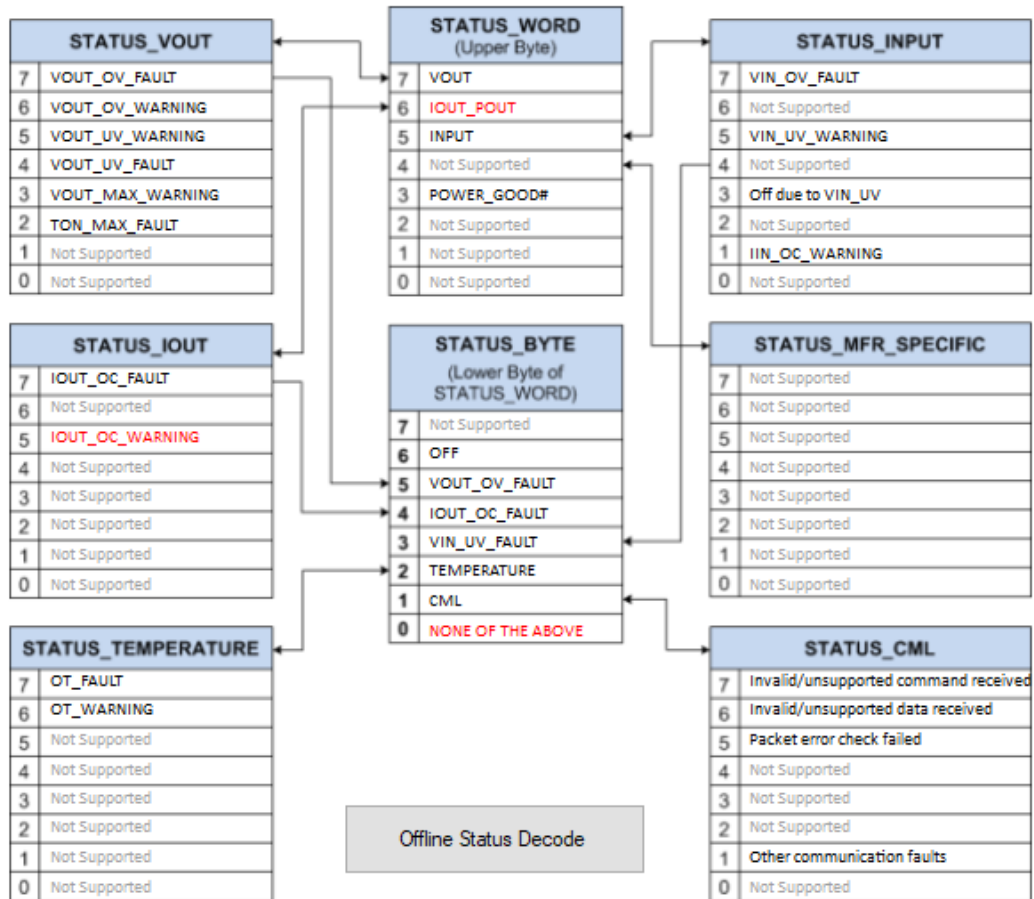 STATUS_VOUT
7 VOUT_OV_FAULT
6 VOUT_OV_WARNING
5 VOUT_UV_WARNING
4 VOUT_UV_FAULT
3 VOUT_MAX_WARNING
2 TON_MAX_FAULT
1 Not Supported
0 Not Supported
STATUS_WORD
(Upper Byte)
7 VOUT
6 IOUT_POUT
5 INPUT
4 Not Supported
3 POWER_GOOD#
2 Not Supported
1 Not Supported
0 Not Supported
STATUS_INPUT
7 VIN_OV_FAULT
6 Not Supported
5 VIN_UV_WARNING
4 Not Supported
3 Off due to VIN_UV
2 Not Supported
1 IIN_OC_WARNING
0 Not Supported
STATUS_IOUT
7 IOUT_OC_FAULT
6 Not Supported
5 IOUT_OC_WARNING
4 Not Supported
3 Not Supported
2 Not Supported
1 Not Supported
0 Not Supported
STATUS_BYTE
(Lower Byte of
STATUS_WORD)
7 Not Supported
6 OFF
5 VOUT_OV_FAULT
4 IOUT_OC_FAULT
3 VIN_UV_FAULT
2 TEMPERATURE
1 CML
0 NONE OF THE ABOVE
STATUS_MFR_SPECIFIC
7 Not Supported
6 Not Supported
5 Not Supported
4 Not Supported
3 Not Supported
2 Not Supported
1 Not Supported
0 Not Supported
STATUS_TEMPERATURE
7 OT_FAULT
6 OT_WARNING
5 Not Supported
4 Not Supported
3 Not Supported
2 Not Supported
1 Not Supported
0 Not Supported
Offline Status Decode
STATUS_CML
7 Invalid/unsupported command received
6 Invalid/unsupported data received
5 Packet error check failed
4 Not Supported
3 Not Supported
2 Not Supported
1 Other communication faults
0 Not Supported